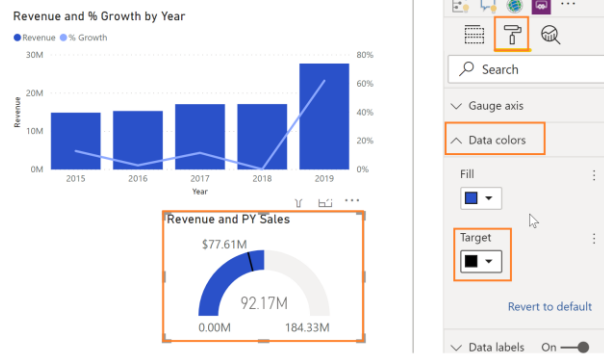 Revenue and % Growth by Year
Revenue % Growth
30M
20M
10M
0M
Revenue
80%
60%
40%
20%
0%
2015 2016 2017 2018 2019
Year
Revenue and PY Sales
$77.61M
92.17M
0.00M 184.33M
Search
Gauge axis
Data colors
Fill
Target
Revert to default
Data labels On